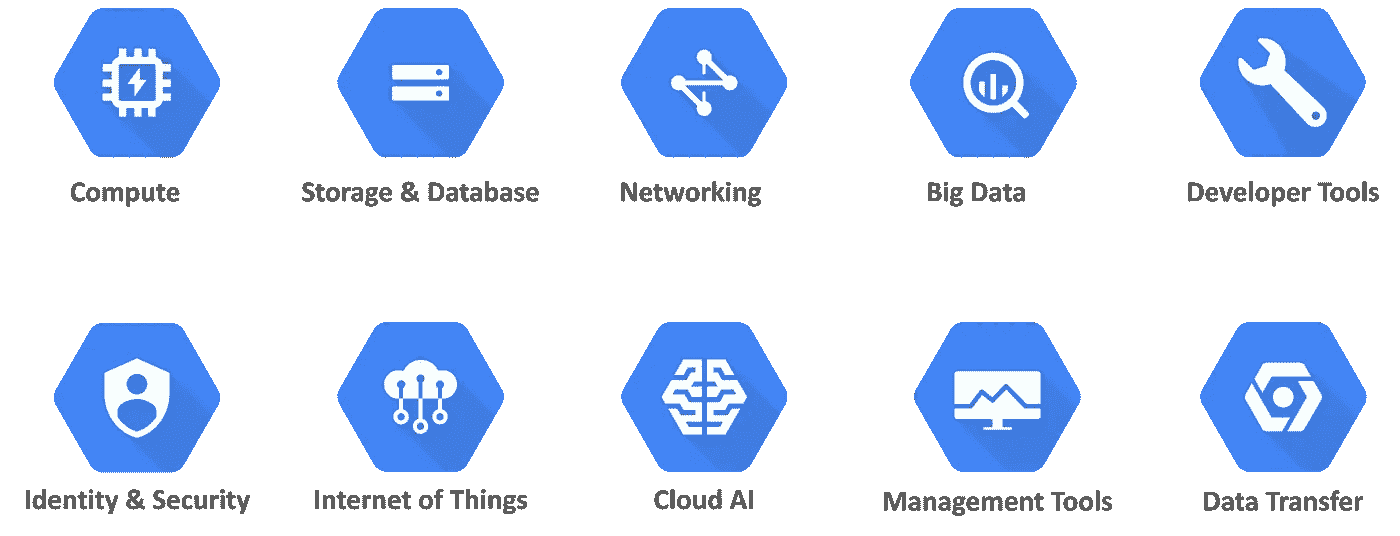 Compute
Storage & Database
Networking
Big Data
Developer Tools
Identity & Security
Internet of Things
Cloud AI
Management Tools
Data Transfer